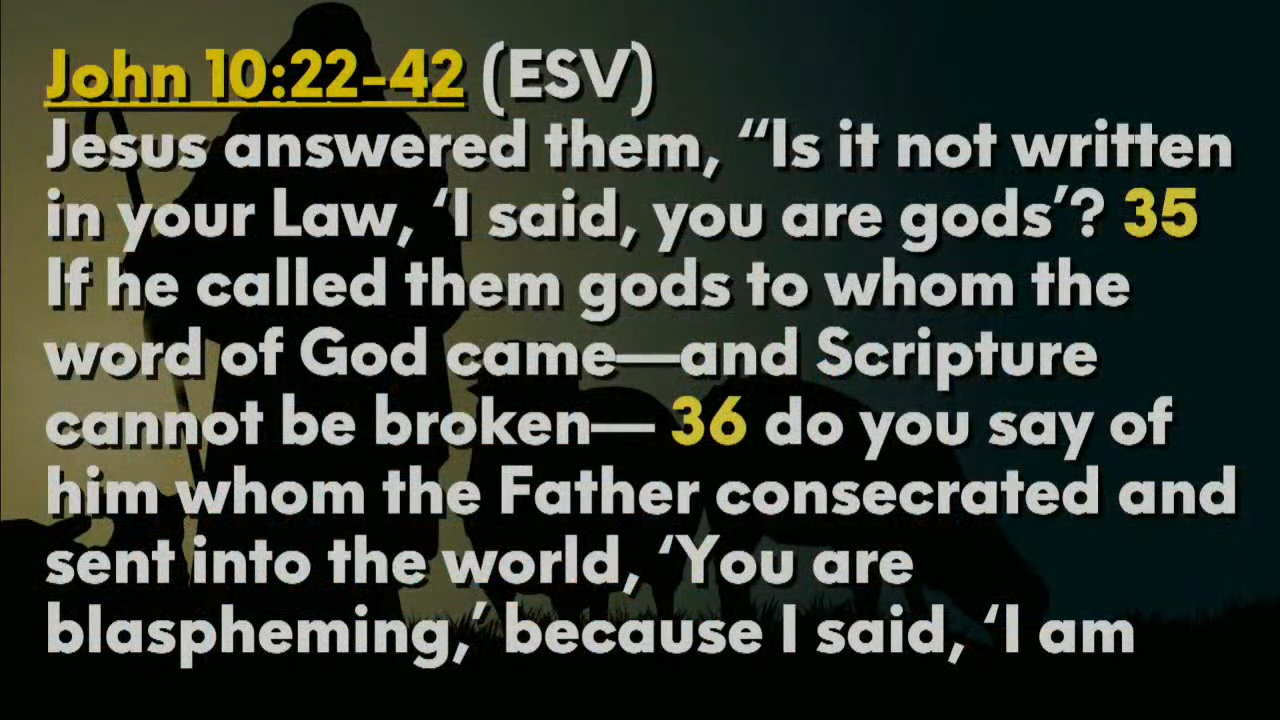 John 10:22-42 (ESV)
Jesus answered them, “Is it not written
in your Law, ‘I said, you are gods’? 35
If he called them gods to whom the
word of God came—and Scripture
cannot be broken— 36 do you say of
him whom the Father consecrated and
sent into the world, ‘You are
blaspheming,’ because I said, ‘I am